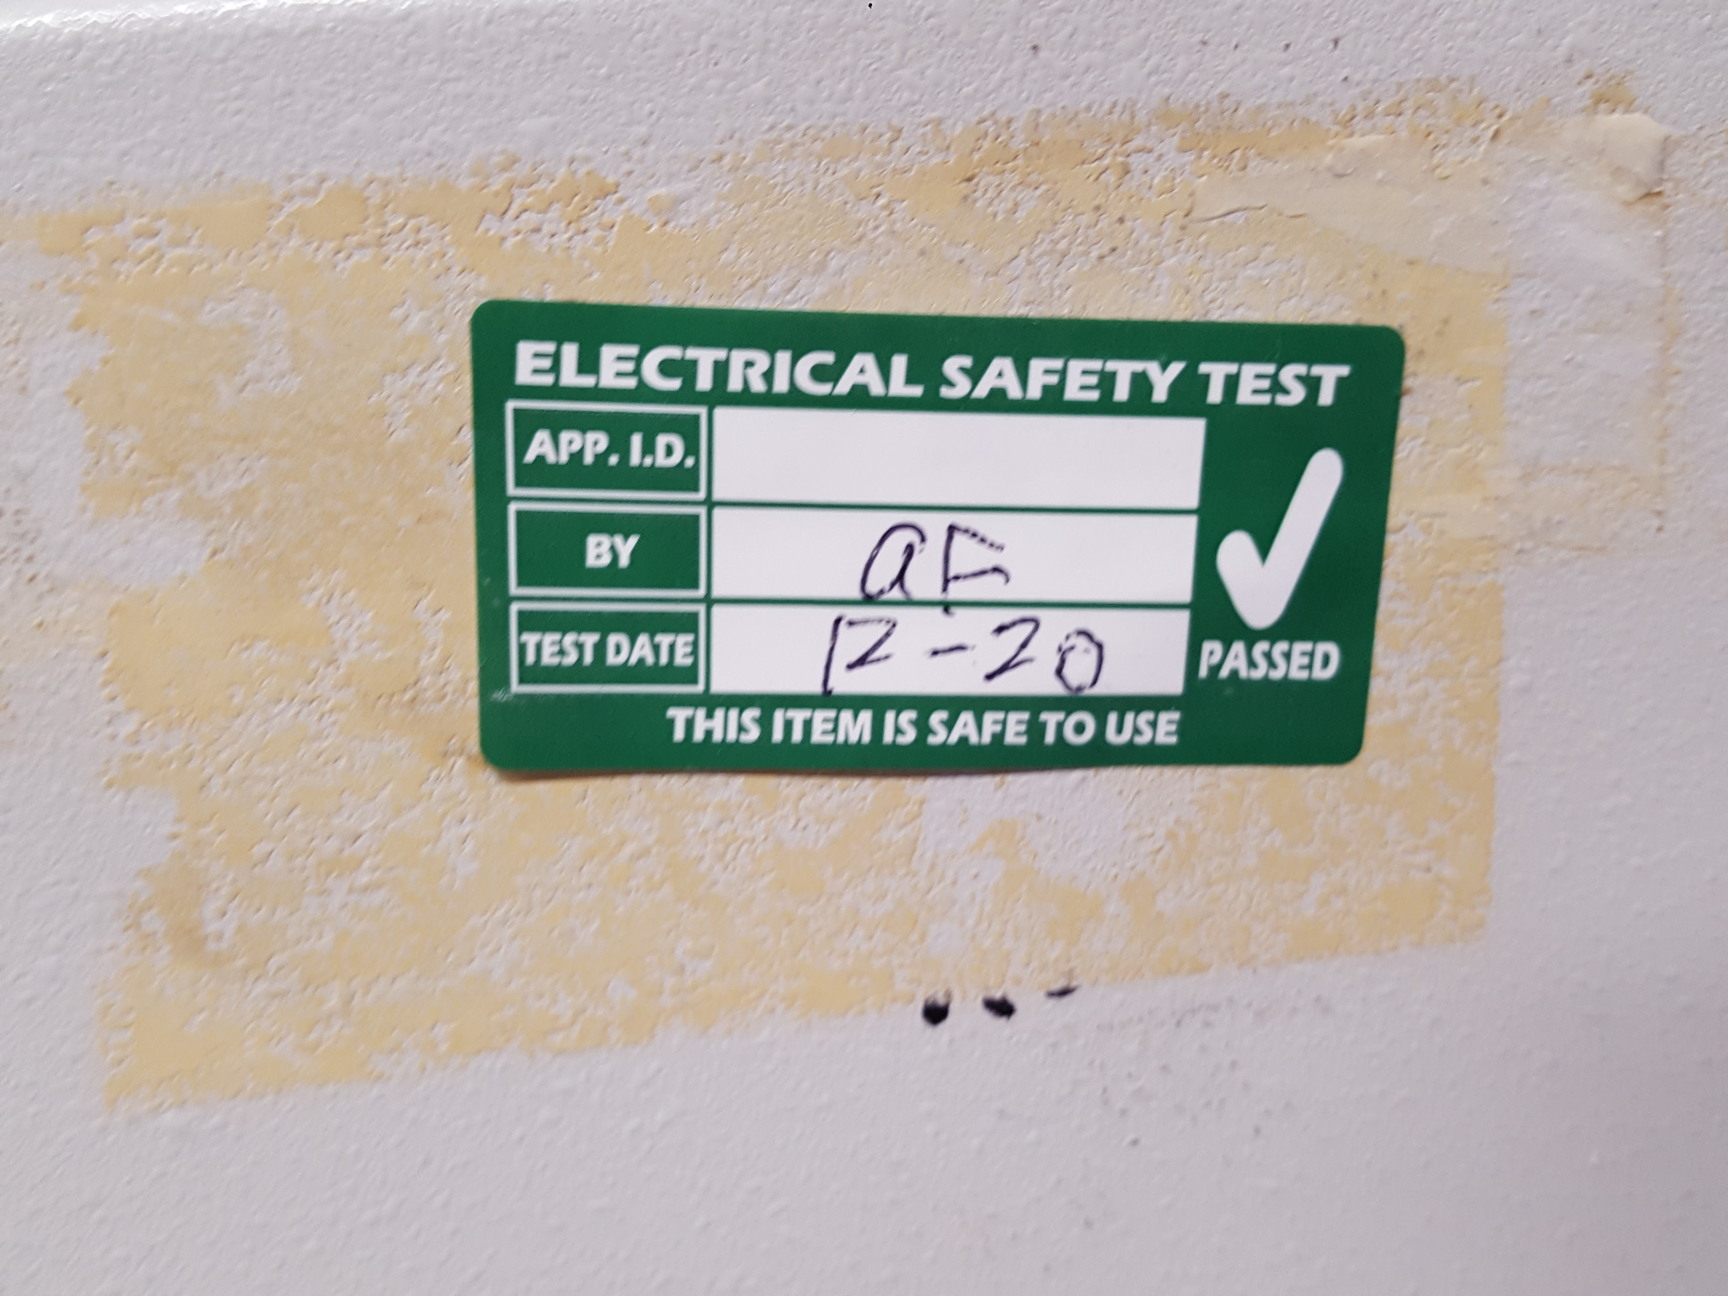 ELECTRICAL SAFETY TEST
APP. I.D.
BY aF
TEST DATE 12-20
PASSED
THIS ITEM IS SAFE TO USE